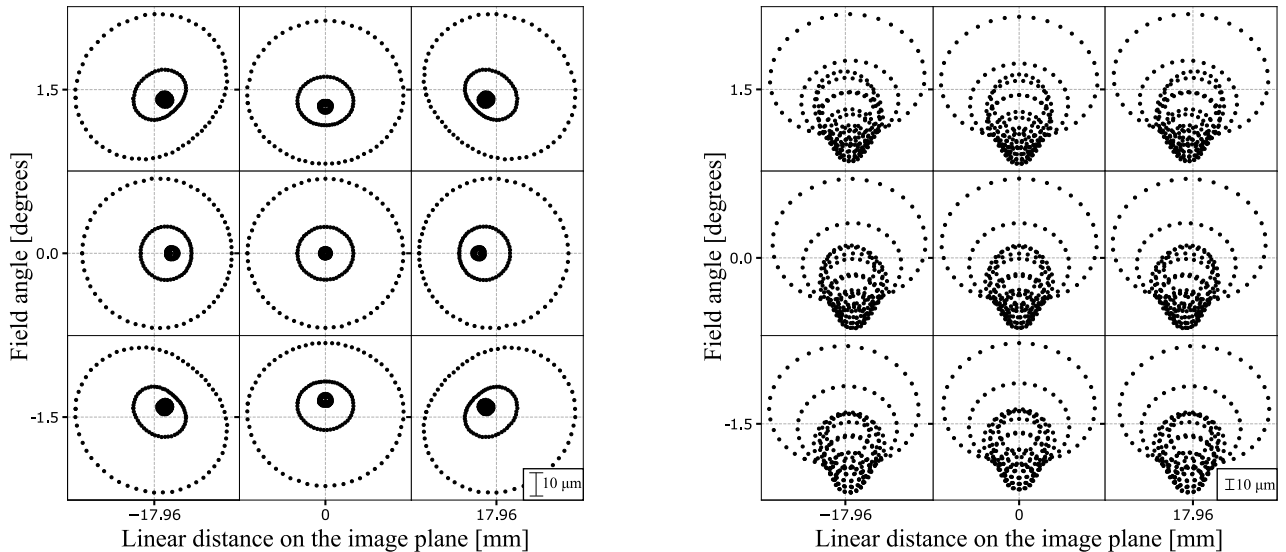 1.5
0.0
-1.5
Field angle [degrees]
10 μm
−17.96
0
17.96
Linear distance on the image plane [mm]
1.5
0.0
-1.5
Field angle [degrees]
10 μm
-17.96
0
17.96
Linear distance on the image plane [mm]